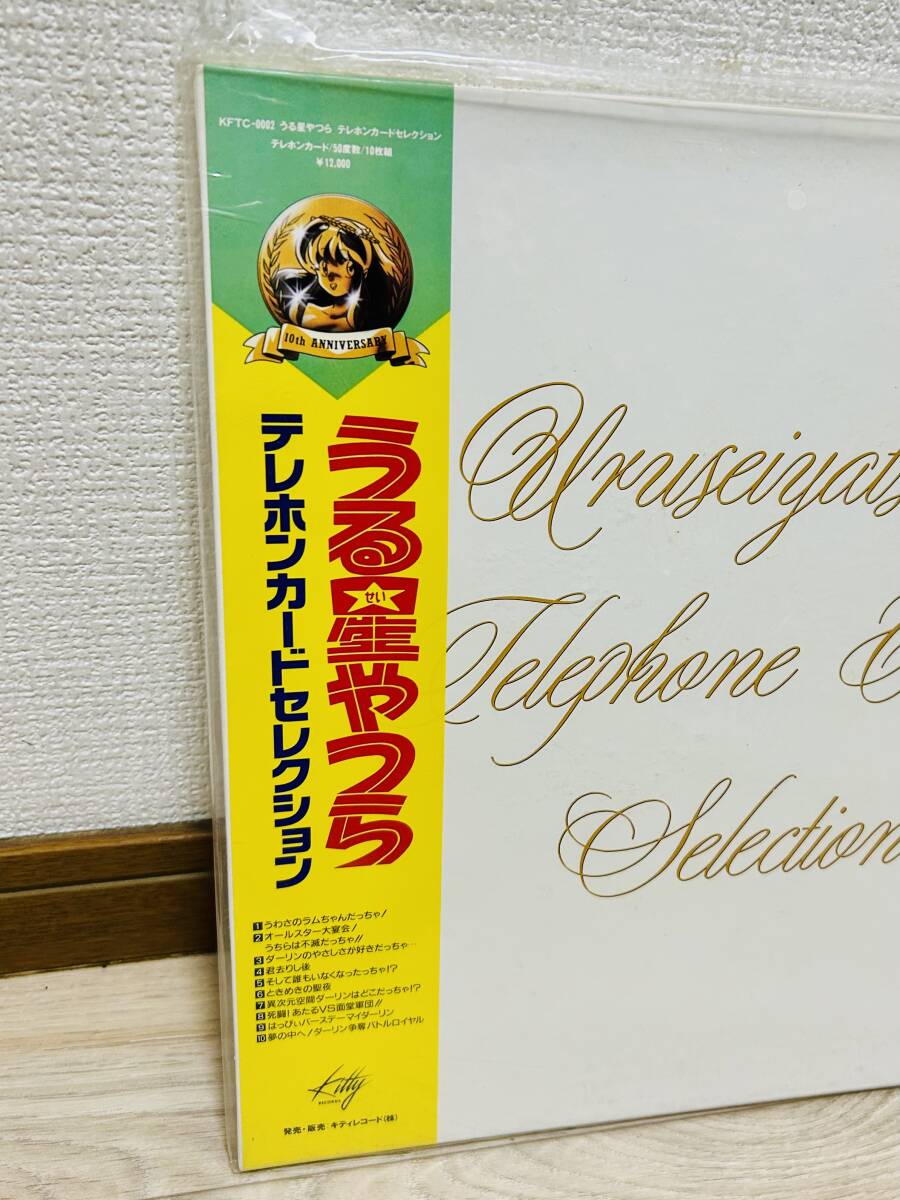 KFTC-0002 うる星やつら テレホンカードセレクション
テレホンカード/50度数/10枚組
¥12,000
10th ANNIVERSARY
うる星やつら
せい
テレホンカードセレクション
1 うわさのラムちゃんだっちゃ!
2 オールスター大宴会!
うちらは不滅だっちゃ!!
3 ダーリンのやさしさが好きだっちゃ…
4 君去りし後
5 そして誰もいなくなったっちゃ!?
6 ときめきの聖夜
7 異次元空間ダーリンはどこだっちゃ!?
8 死闘!あたるVS面堂軍団!!
9 はっぴぃバースデーマイダーリン
10 夢の中へ!ダーリン争奪バトルロイヤル
Kitty
RECORDS
発売・販売:キティレコード(株)
Uruseiyats
Telephone
Selection